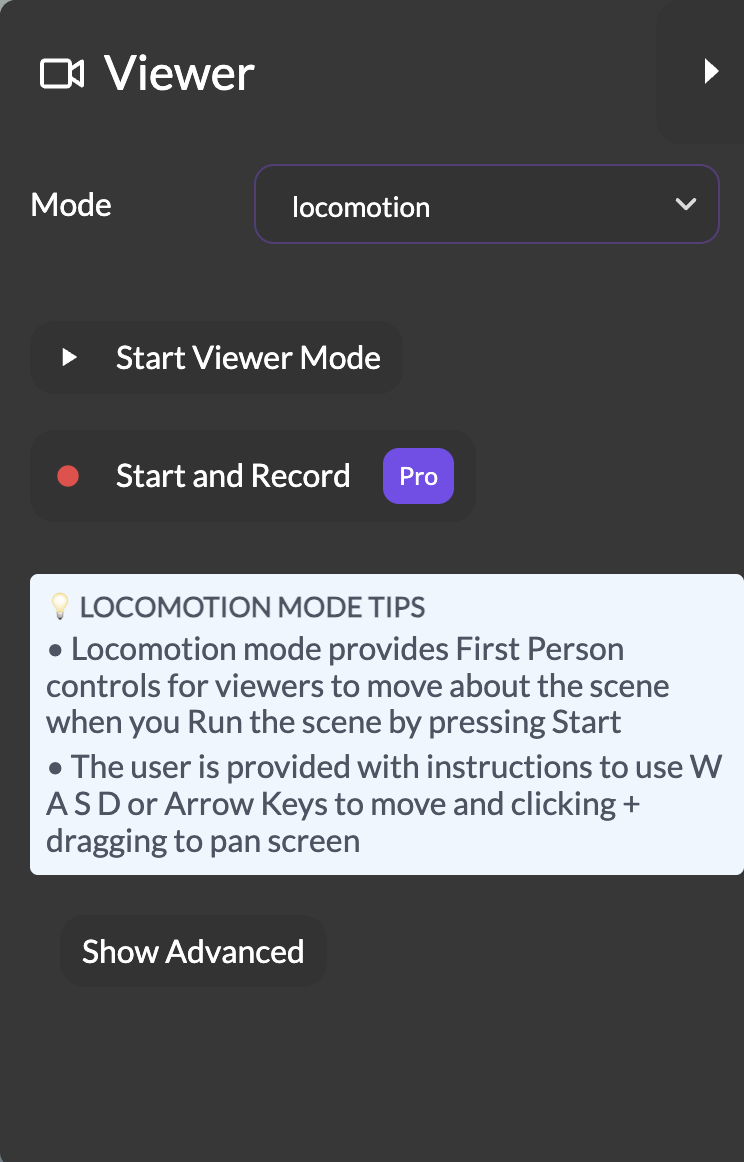 Viewer
Mode
locomotion
Start Viewer Mode
Start and Record
Pro
💡 LOCOMOTION MODE TIPS
• Locomotion mode provides First Person
controls for viewers to move about the scene
when you Run the scene by pressing Start
• The user is provided with instructions to use W
A S D or Arrow Keys to move and clicking +
dragging to pan screen
Show Advanced